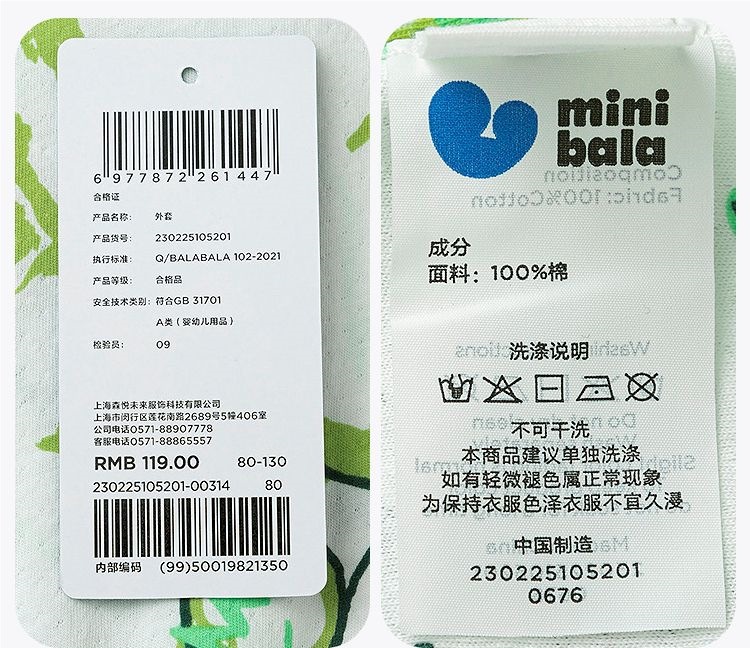 6 977872 261447
合格证
产品名称: 外套
产品货号: 230225105201
执行标准: Q/BALABALA 102-2021
产品等级: 合格品
安全技术类别: 符合GB 31701
A类（婴幼儿用品）
检验员: 09
上海森悦未来服饰科技有限公司
上海市闵行区莲花南路2689号5幢406室
公司电话0571-88907778
客服电话0571-88865557
RMB 119.00 80-130
230225105201-00314 80
内部编码 (99)50019821350
mini
bala
Composition
Fabric: 100%Cotton
成分
面料: 100%棉
洗涤说明
不可干洗
本商品建议单独洗涤
如有轻微褪色属正常现象
为保持衣服色泽衣服不宜久浸
中国制造
230225105201
0676